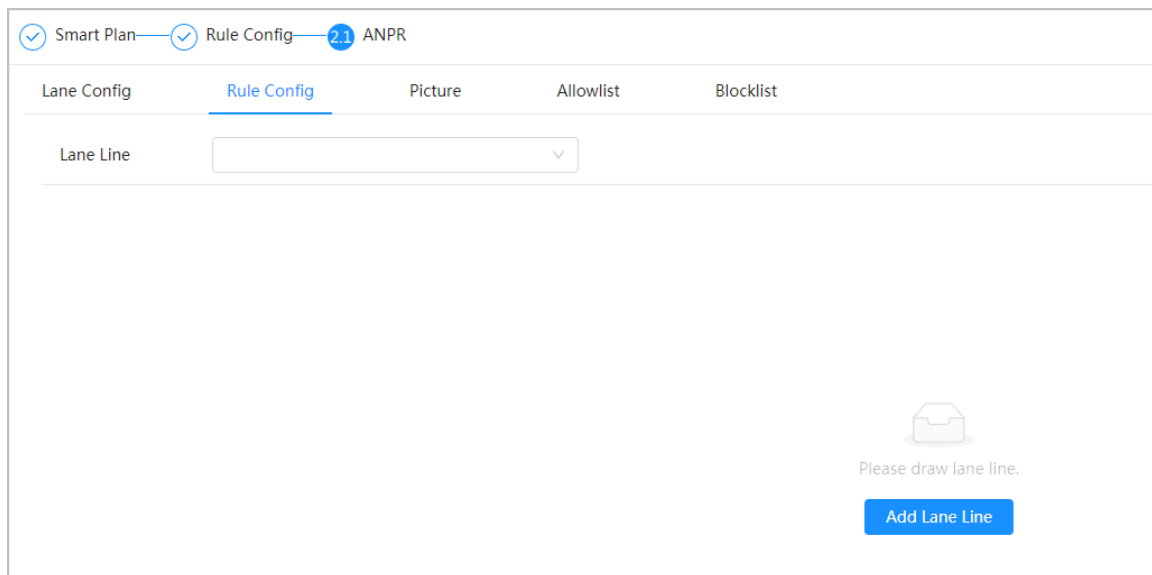 Smart Plan Rule Config 2.1 ANPR
Lane Config Rule Config Picture Allowlist Blocklist
Lane Line
Please draw lane line.
Add Lane Line